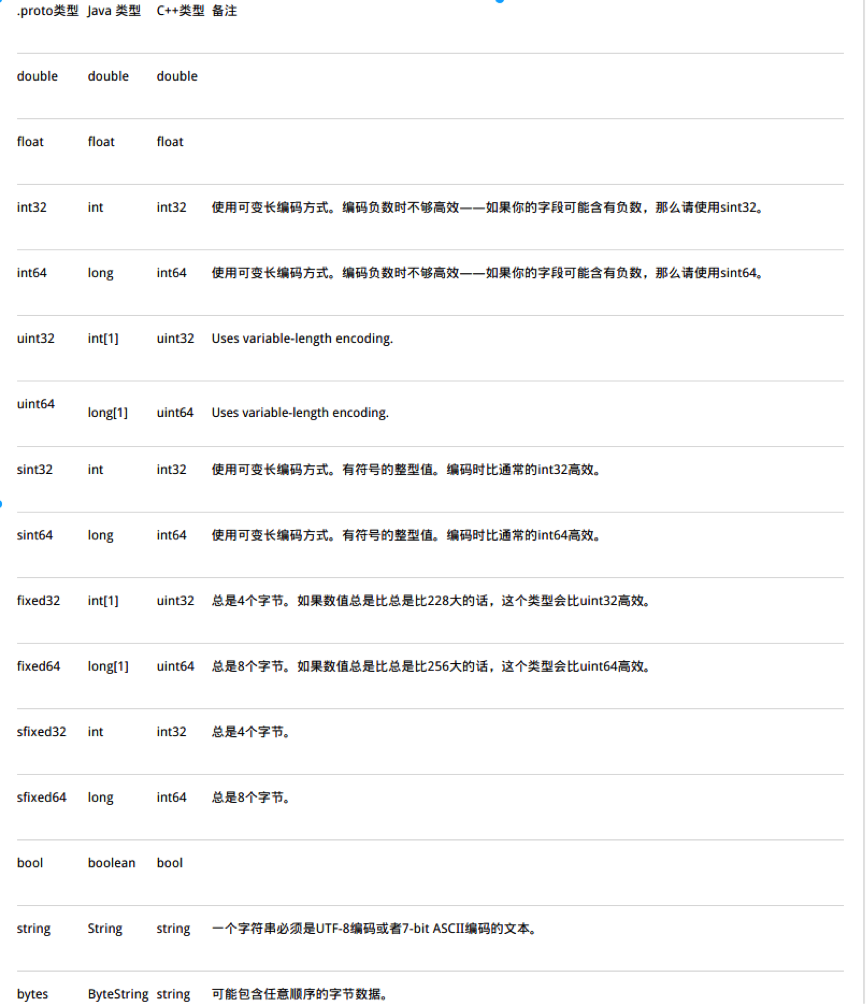 .proto类型 Java 类型 C++类型 备注
double double double
float float float
int32 int int32 使用可变长编码方式。编码负数时不够高效——如果你的字段可能含有负数，那么请使用sint32。
int64 long int64 使用可变长编码方式。编码负数时不够高效——如果你的字段可能含有负数，那么请使用sint64。
uint32 int[1] uint32 Uses variable-length encoding.
uint64 long[1] uint64 Uses variable-length encoding.
sint32 int int32 使用可变长编码方式。有符号的整型值。编码时比通常的int32高效。
sint64 long int64 使用可变长编码方式。有符号的整型值。编码时比通常的int64高效。
fixed32 int[1] uint32 总是4个字节。如果数值总是比总是比228大的话，这个类型会比uint32高效。
fixed64 long[1] uint64 总是8个字节。如果数值总是比总是比256大的话，这个类型会比uint64高效。
sfixed32 int int32 总是4个字节。
sfixed64 long int64 总是8个字节。
bool boolean bool
string String string 一个字符串必须是UTF-8编码或者7-bit ASCII编码的文本。
bytes ByteString string 可能包含任意顺序的字节数据。